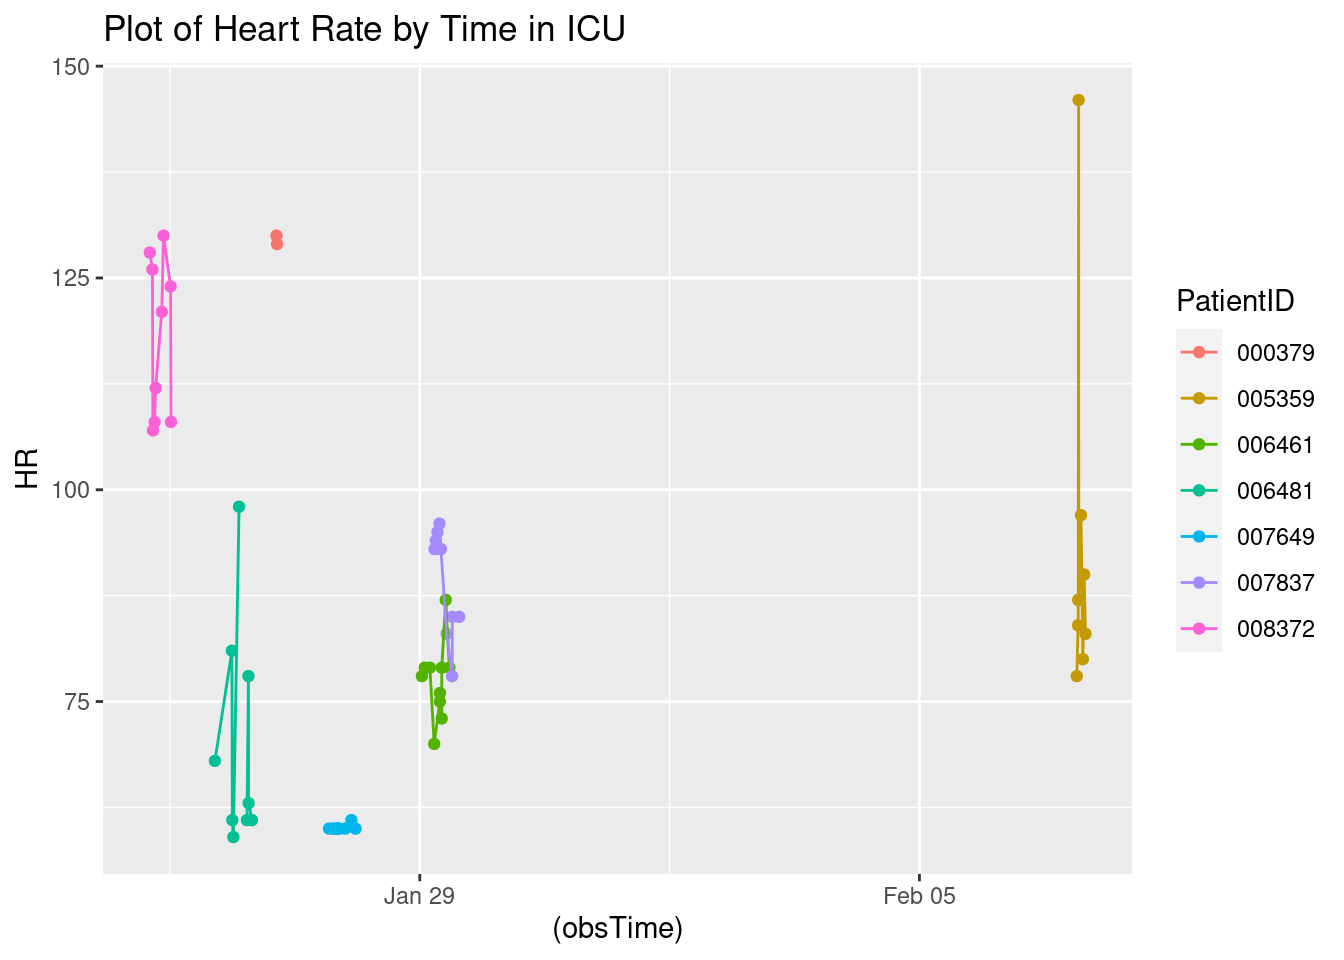 Plot of Heart Rate by Time in ICU
150
125
100
75
HR
Jan 29
Feb 05
(obsTime)
PatientID
000379
005359
006461
006481
007649
007837
008372